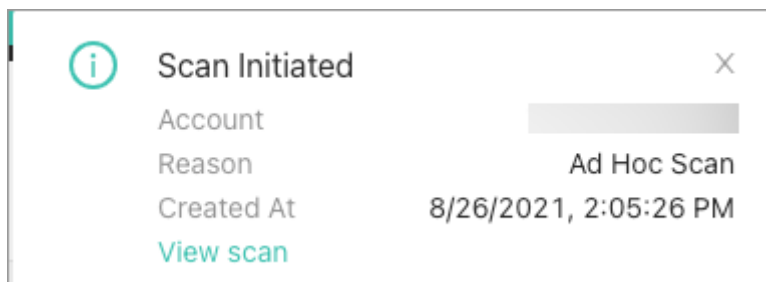 Scan Initiated
Account
Reason Ad Hoc Scan
Created At 8/26/2021, 2:05:26 PM
View scan